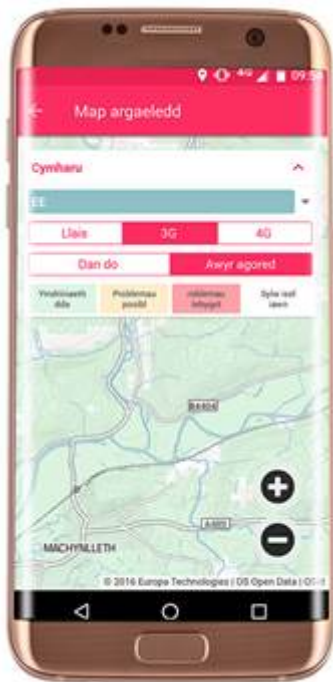 4G 09:5
Map argaeledd
Cymharu
EE
Llais 3G 4G
Dan do Awyr agored
Problemau
B4404
MACHYNLLETH
© 2016 Europa Technologies | OS Open Data |